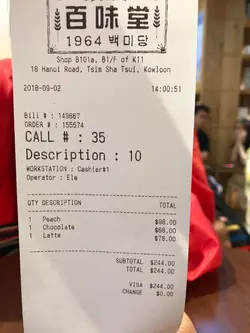 百味堂
1964 백미당
Shop B101a, B1/F of K11
18 Hanoi Road, Tsim Sha Tsui, Kowloon
2018-09-02 14:00:51
Bill # : 149867
ORDER # : 155574
CALL # : 35
Description : 10
WORKSTATION : Cashier#1
Operator : Ele
QTY DESCRIPTION TOTAL
1 Peach $98.00
1 Chocolate $68.00
1 Latte $78.00
SUBTOTAL $244.00
TOTAL $244.00
VISA $244.00
CHANGE $0.00